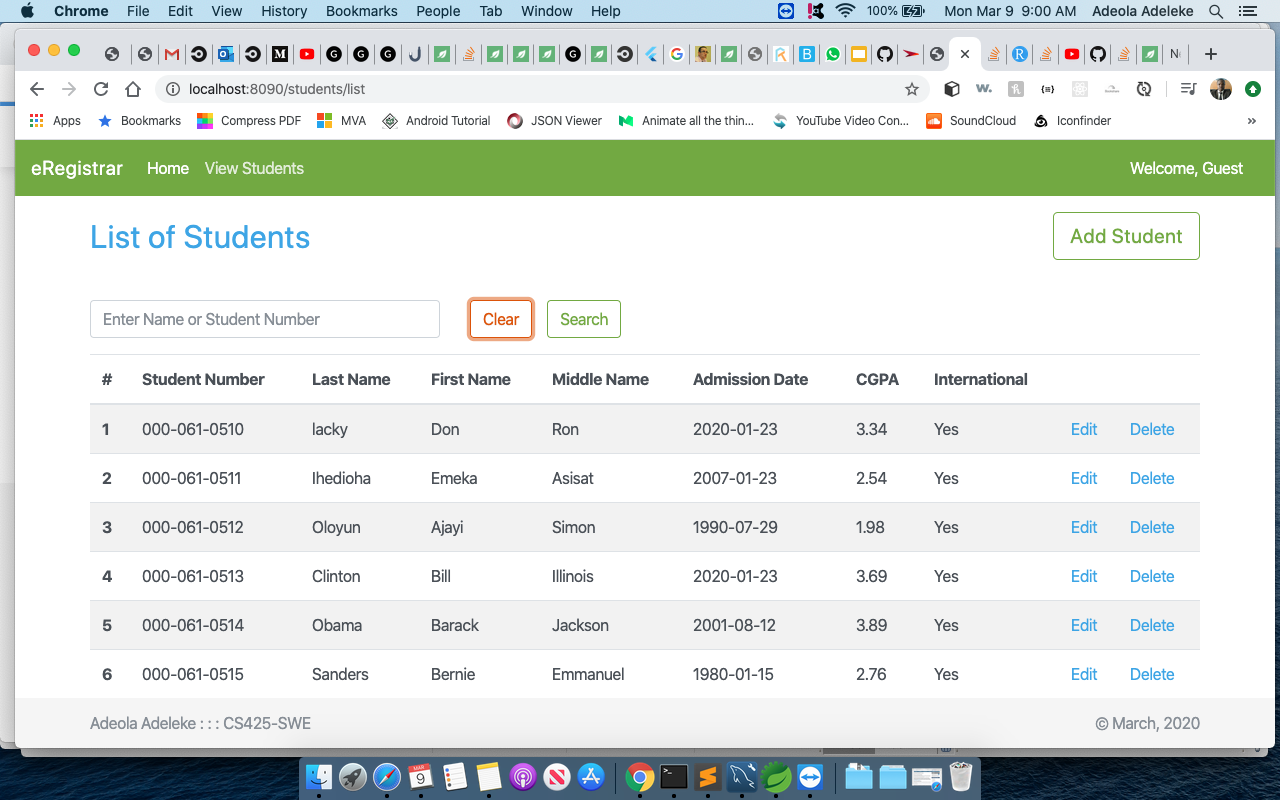 Chrome File Edit View History Bookmarks People Tab Window Help 100% Mon Mar 9 9:00 AM Adeola Adeleke
localhost:8090/students/list
Apps Bookmarks Compress PDF MVA Android Tutorial JSON Viewer Animate all the thin... YouTube Video Con... SoundCloud Iconfinder »
eRegistrar Home View Students Welcome, Guest
List of Students Add Student
Enter Name or Student Number Clear Search
# Student Number Last Name First Name Middle Name Admission Date CGPA International
1 000-061-0510 lacky Don Ron 2020-01-23 3.34 Yes Edit Delete
2 000-061-0511 Ihedioha Emeka Asisat 2007-01-23 2.54 Yes Edit Delete
3 000-061-0512 Oloyun Ajayi Simon 1990-07-29 1.98 Yes Edit Delete
4 000-061-0513 Clinton Bill Illinois 2020-01-23 3.69 Yes Edit Delete
5 000-061-0514 Obama Barack Jackson 2001-08-12 3.89 Yes Edit Delete
6 000-061-0515 Sanders Bernie Emmanuel 1980-01-15 2.76 Yes Edit Delete
Adeola Adeleke : : : CS425-SWE © March, 2020
MAR
9